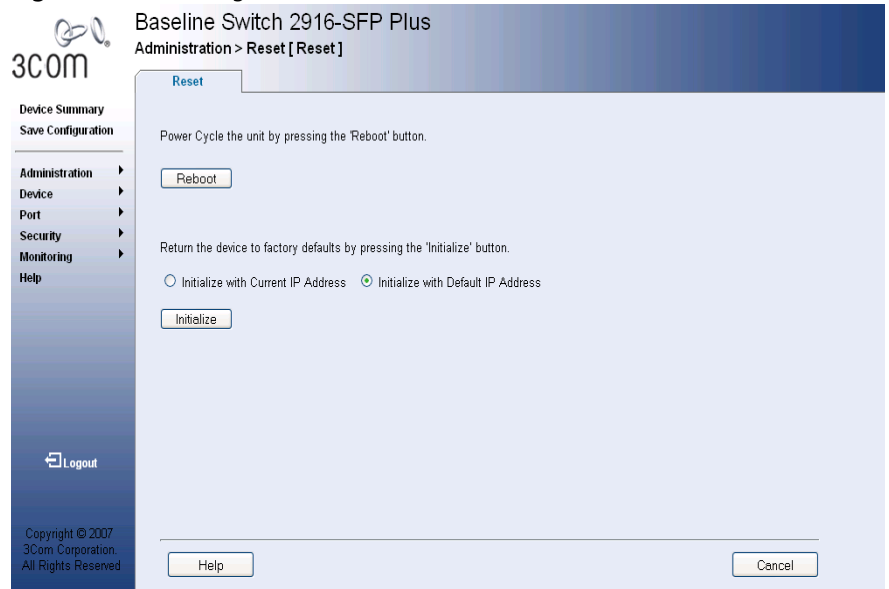 3COM
Baseline Switch 2916-SFP Plus
Administration > Reset [ Reset ]
Reset
Device Summary
Save Configuration
Administration
Device
Port
Security
Monitoring
Help
Logout
Copyright © 2007
3Com Corporation.
All Rights Reserved
Power Cycle the unit by pressing the 'Reboot' button.
Reboot
Return the device to factory defaults by pressing the 'Initialize' button.
Initialize with Current IP Address Initialize with Default IP Address
Initialize
Help Cancel